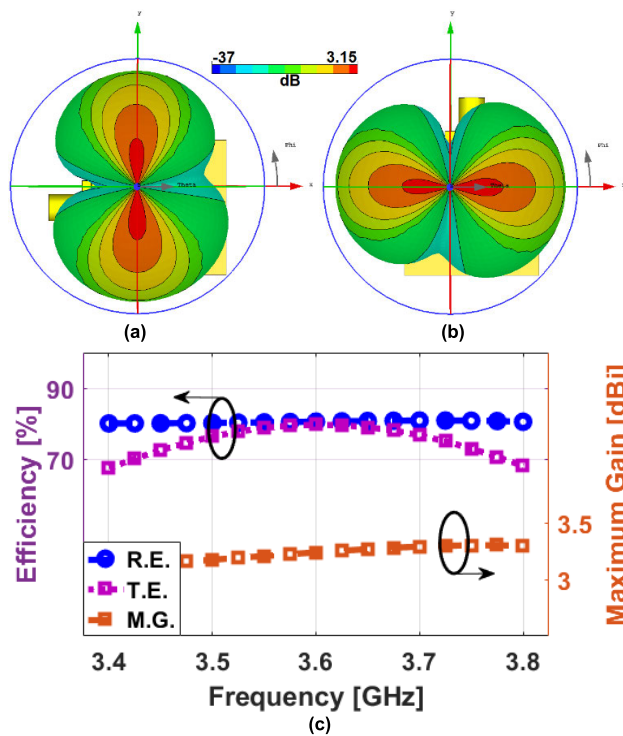 y
y
-37 3.15
dB
Phi
Phi
Theta
x
Theta
(a)
(b)
90
70
Efficiency [%]
3.5
3
Maximum Gain [dBi]
R.E.
T.E.
M.G.
3.4 3.5 3.6 3.7 3.8
Frequency [GHz]
(c)